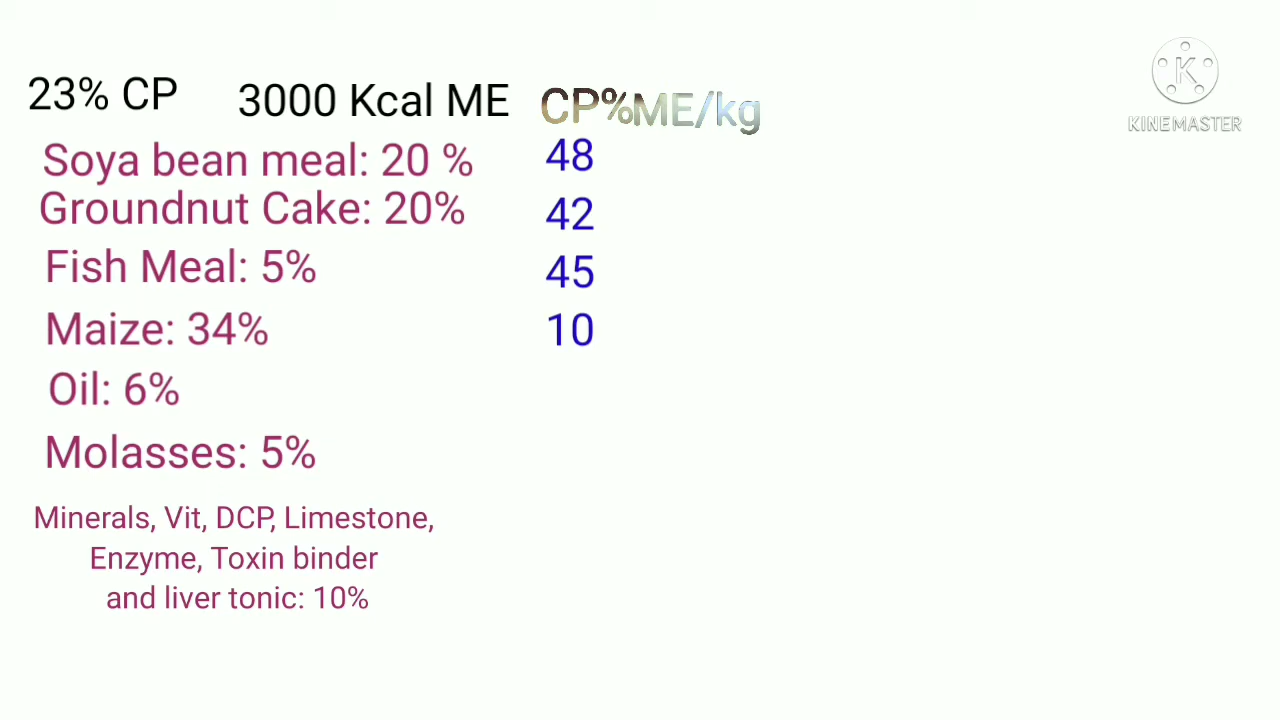 23% CP 3000 Kcal ME CP%ME/kg
KINEMASTER
Soya bean meal: 20 % 48
Groundnut Cake: 20% 42
Fish Meal: 5% 45
Maize: 34% 10
Oil: 6%
Molasses: 5%
Minerals, Vit, DCP, Limestone,
Enzyme, Toxin binder
and liver tonic: 10%